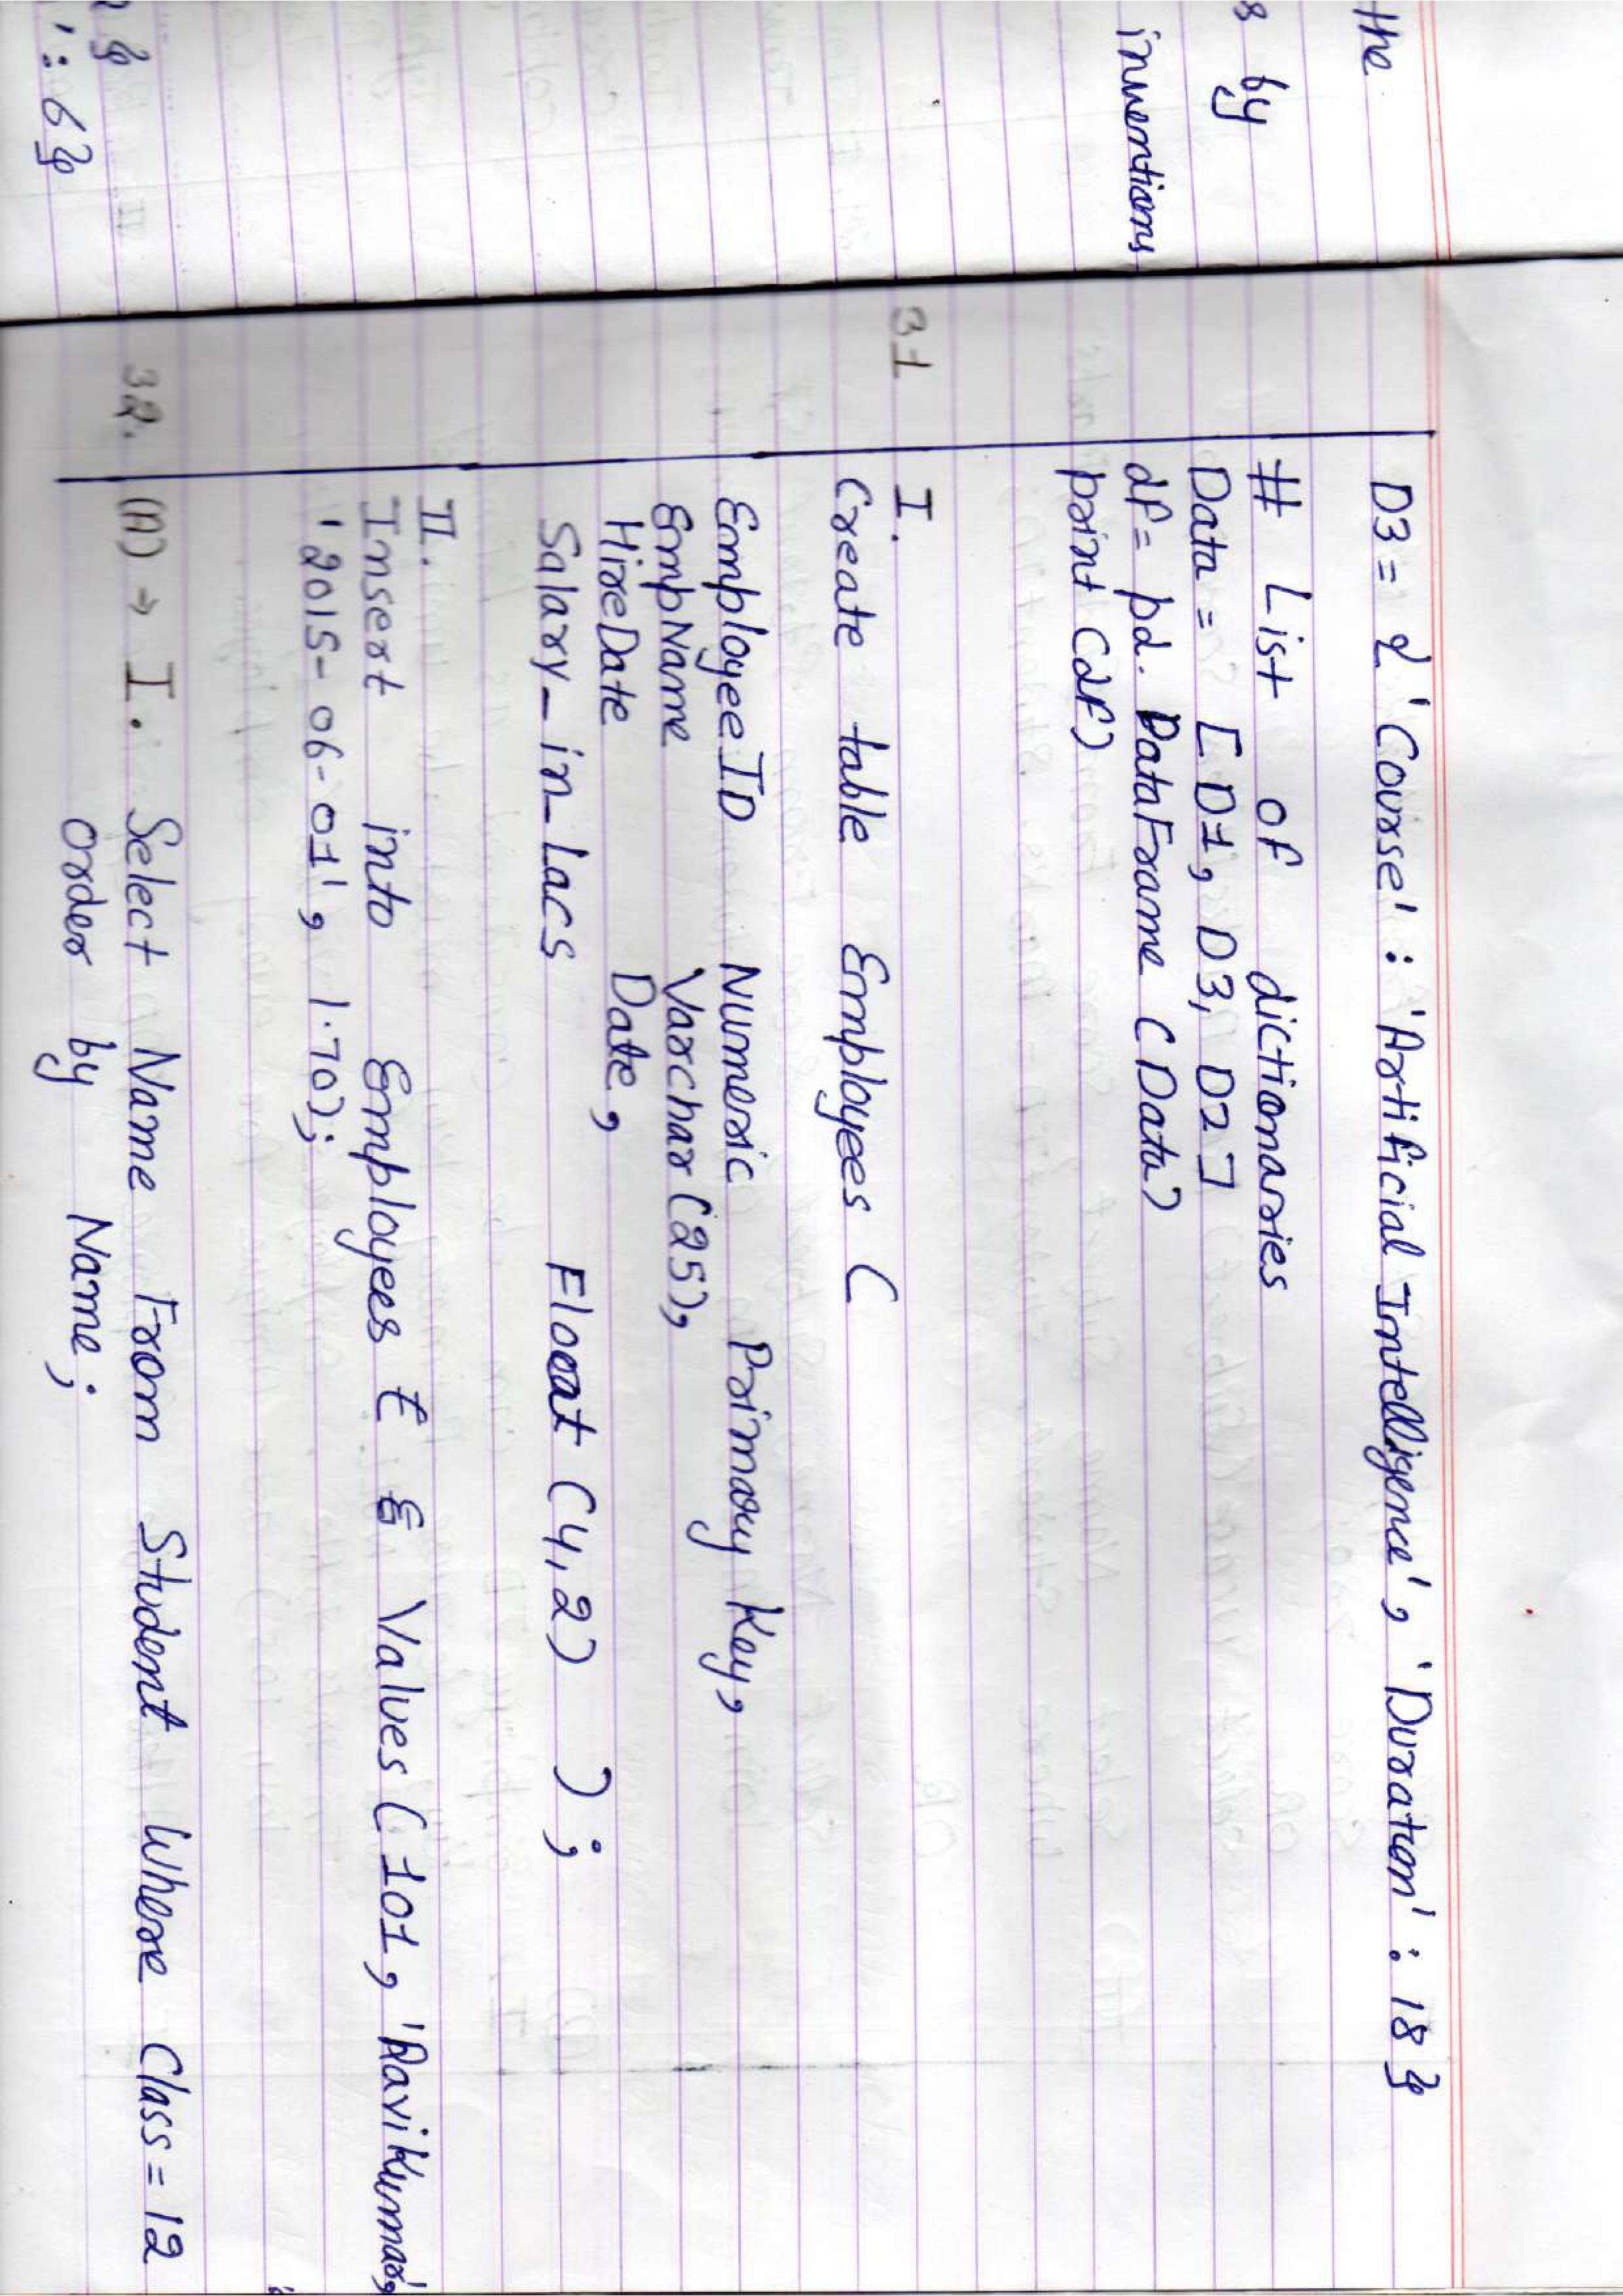 the
s by
inventions
}
': 6}
D3 = { 'Course' : 'Artificial Intelligence', 'Duration' : 18 }
# List of dictionaries
Data = [ D1, D3, D2 ]
df = pd. DataFrame (Data)
print (df)
31 I.
Create table Employees (
EmployeeID Numeric Primary Key,
EmpName Varchar (25),
HireDate Date,
Salary_in_Lacs Float (4,2) ) ;
II.
Insert into Employees Values ( 101, 'Ravi Kumar',
'2015-06-01', 1.70);
32. (A) → I. Select Name From Student Where Class = 12
order by Name ;